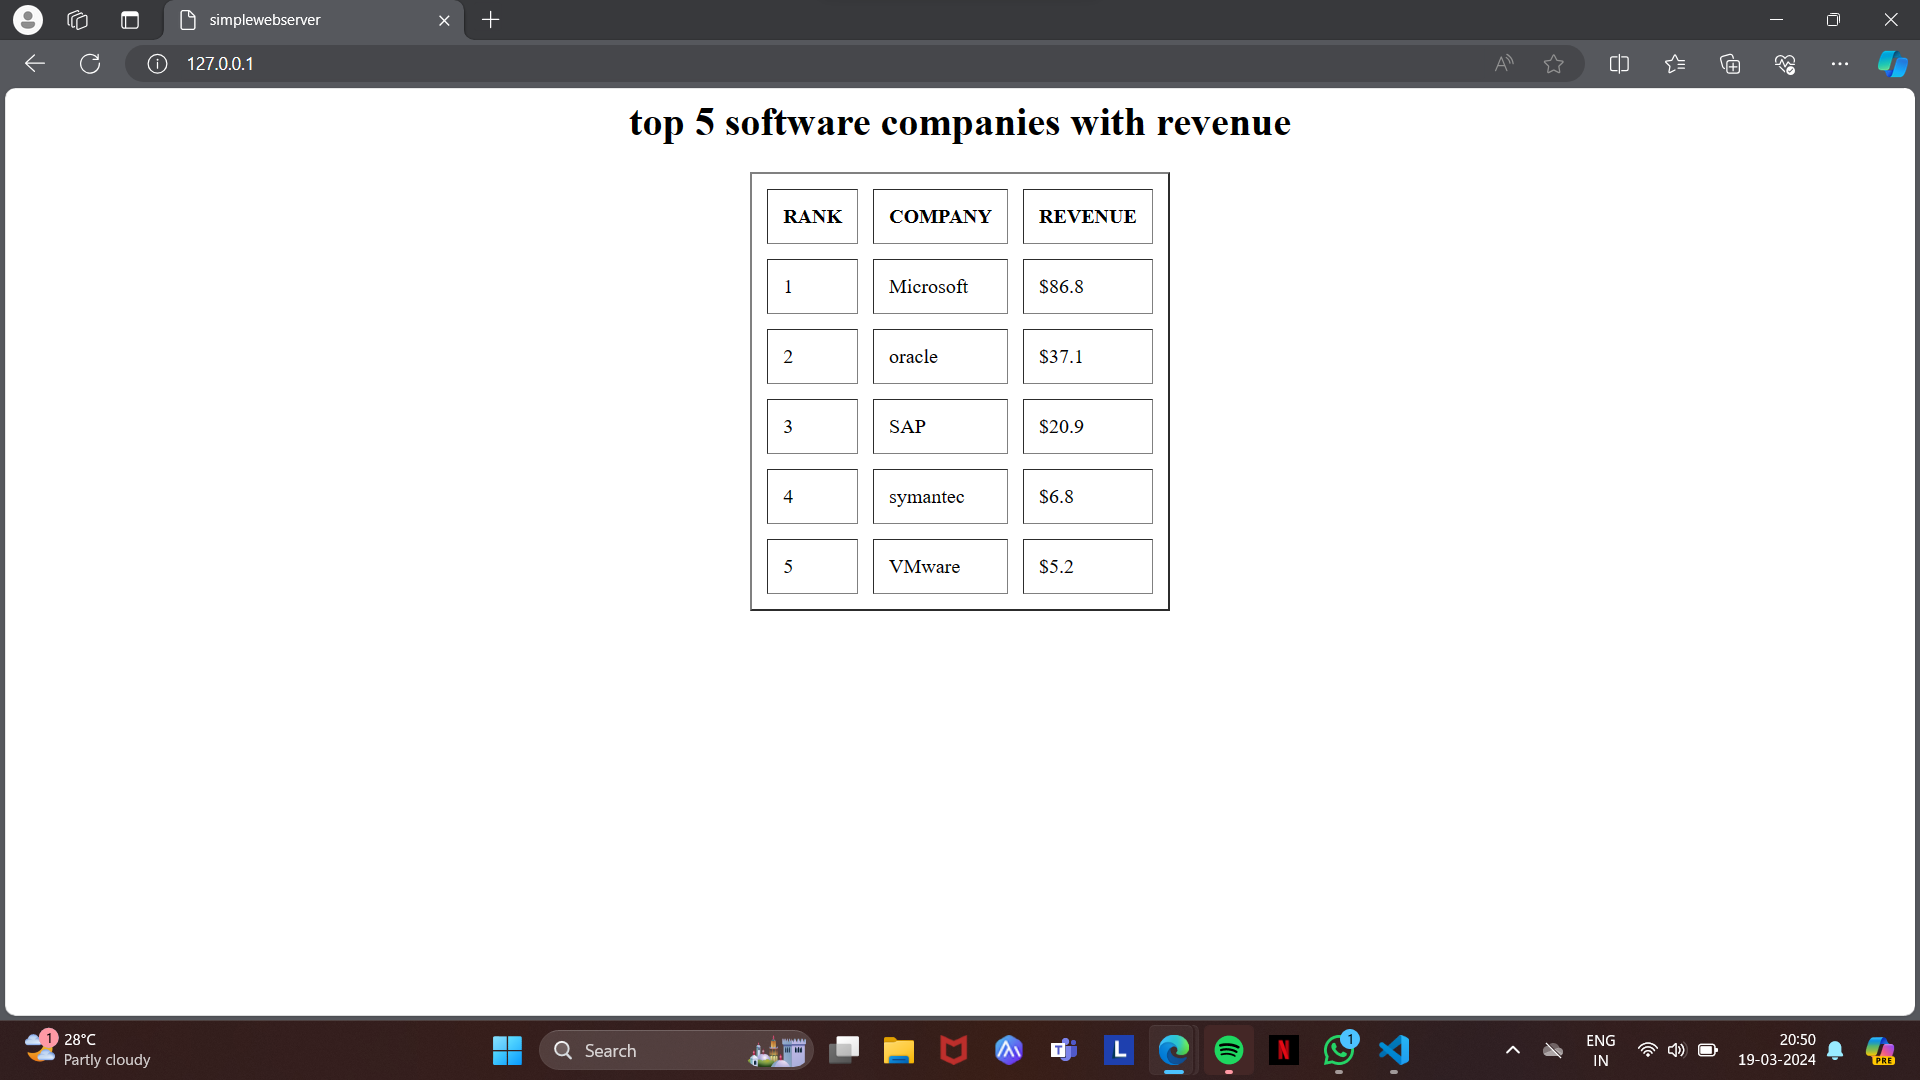 simplewebserver
127.0.0.1
top 5 software companies with revenue
RANK COMPANY REVENUE
1 Microsoft $86.8
2 oracle $37.1
3 SAP $20.9
4 symantec $6.8
5 VMware $5.2
1
28°C
Partly cloudy
Search
L
N
1
ENG
IN
20:50
19-03-2024
PRE